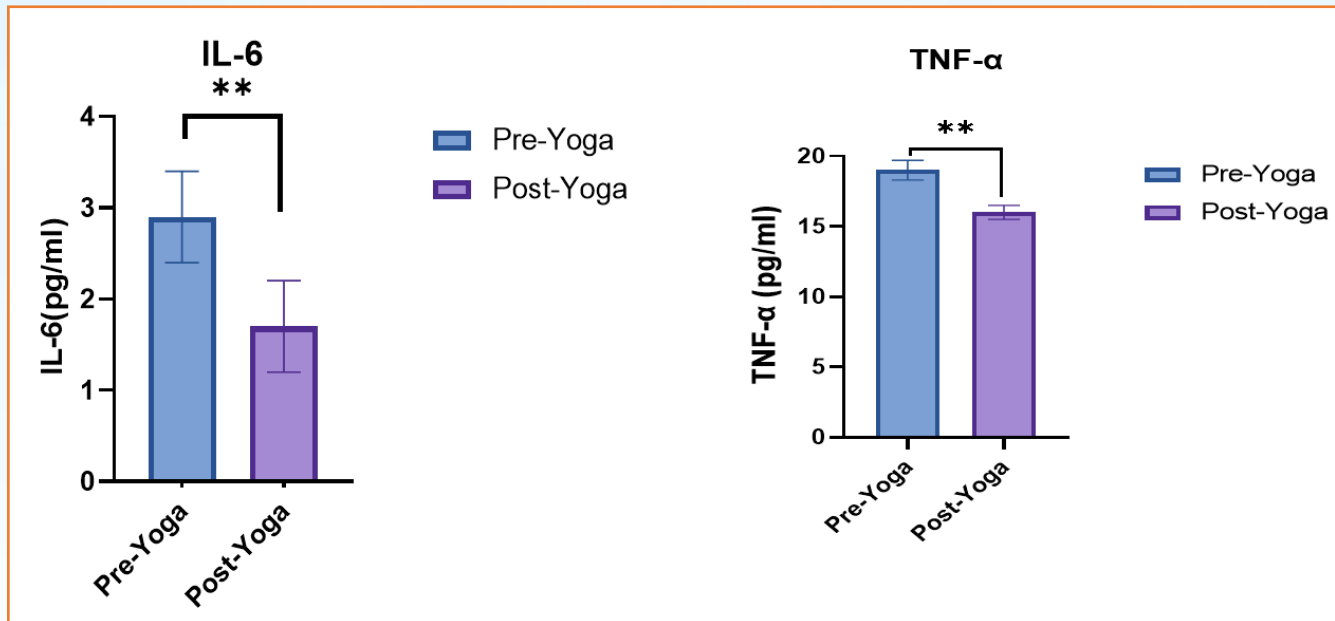 IL-6
**
4
3
2
1
0
IL-6(pg/ml)
Pre-Yoga
Post-Yoga
Pre-Yoga
Post-Yoga
TNF-α
**
20
15
10
5
0
TNF-α (pg/ml)
Pre-Yoga
Post-Yoga
Pre-Yoga
Post-Yoga